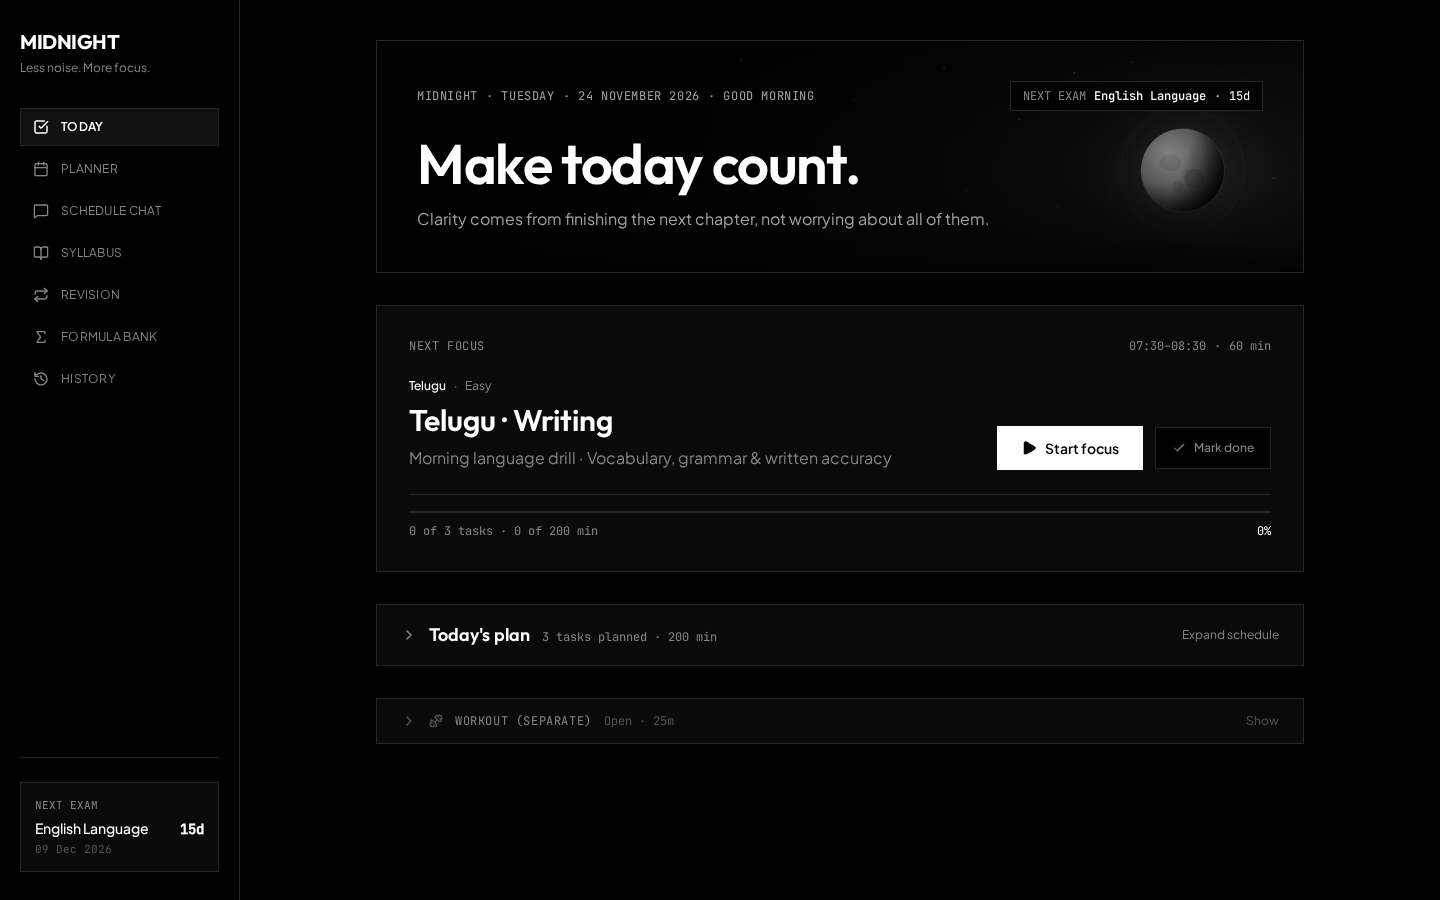 MIDNIGHT
Less noise. More focus.
TODAY
PLANNER
SCHEDULE CHAT
SYLLABUS
REVISION
FORMULA BANK
HISTORY
NEXT EXAM
English Language 15d
09 Dec 2026
MIDNIGHT · TUESDAY · 24 NOVEMBER 2026 · GOOD MORNING
NEXT EXAM English Language · 15d
Make today count.
Clarity comes from finishing the next chapter, not worrying about all of them.
NEXT FOCUS
07:30–08:30 · 60 min
Telugu · Easy
Telugu · Writing
Morning language drill · Vocabulary, grammar & written accuracy
Start focus
Mark done
0 of 3 tasks · 0 of 200 min
0%
Today's plan 3 tasks planned · 200 min
Expand schedule
WORKOUT (SEPARATE) Open · 25m
Show